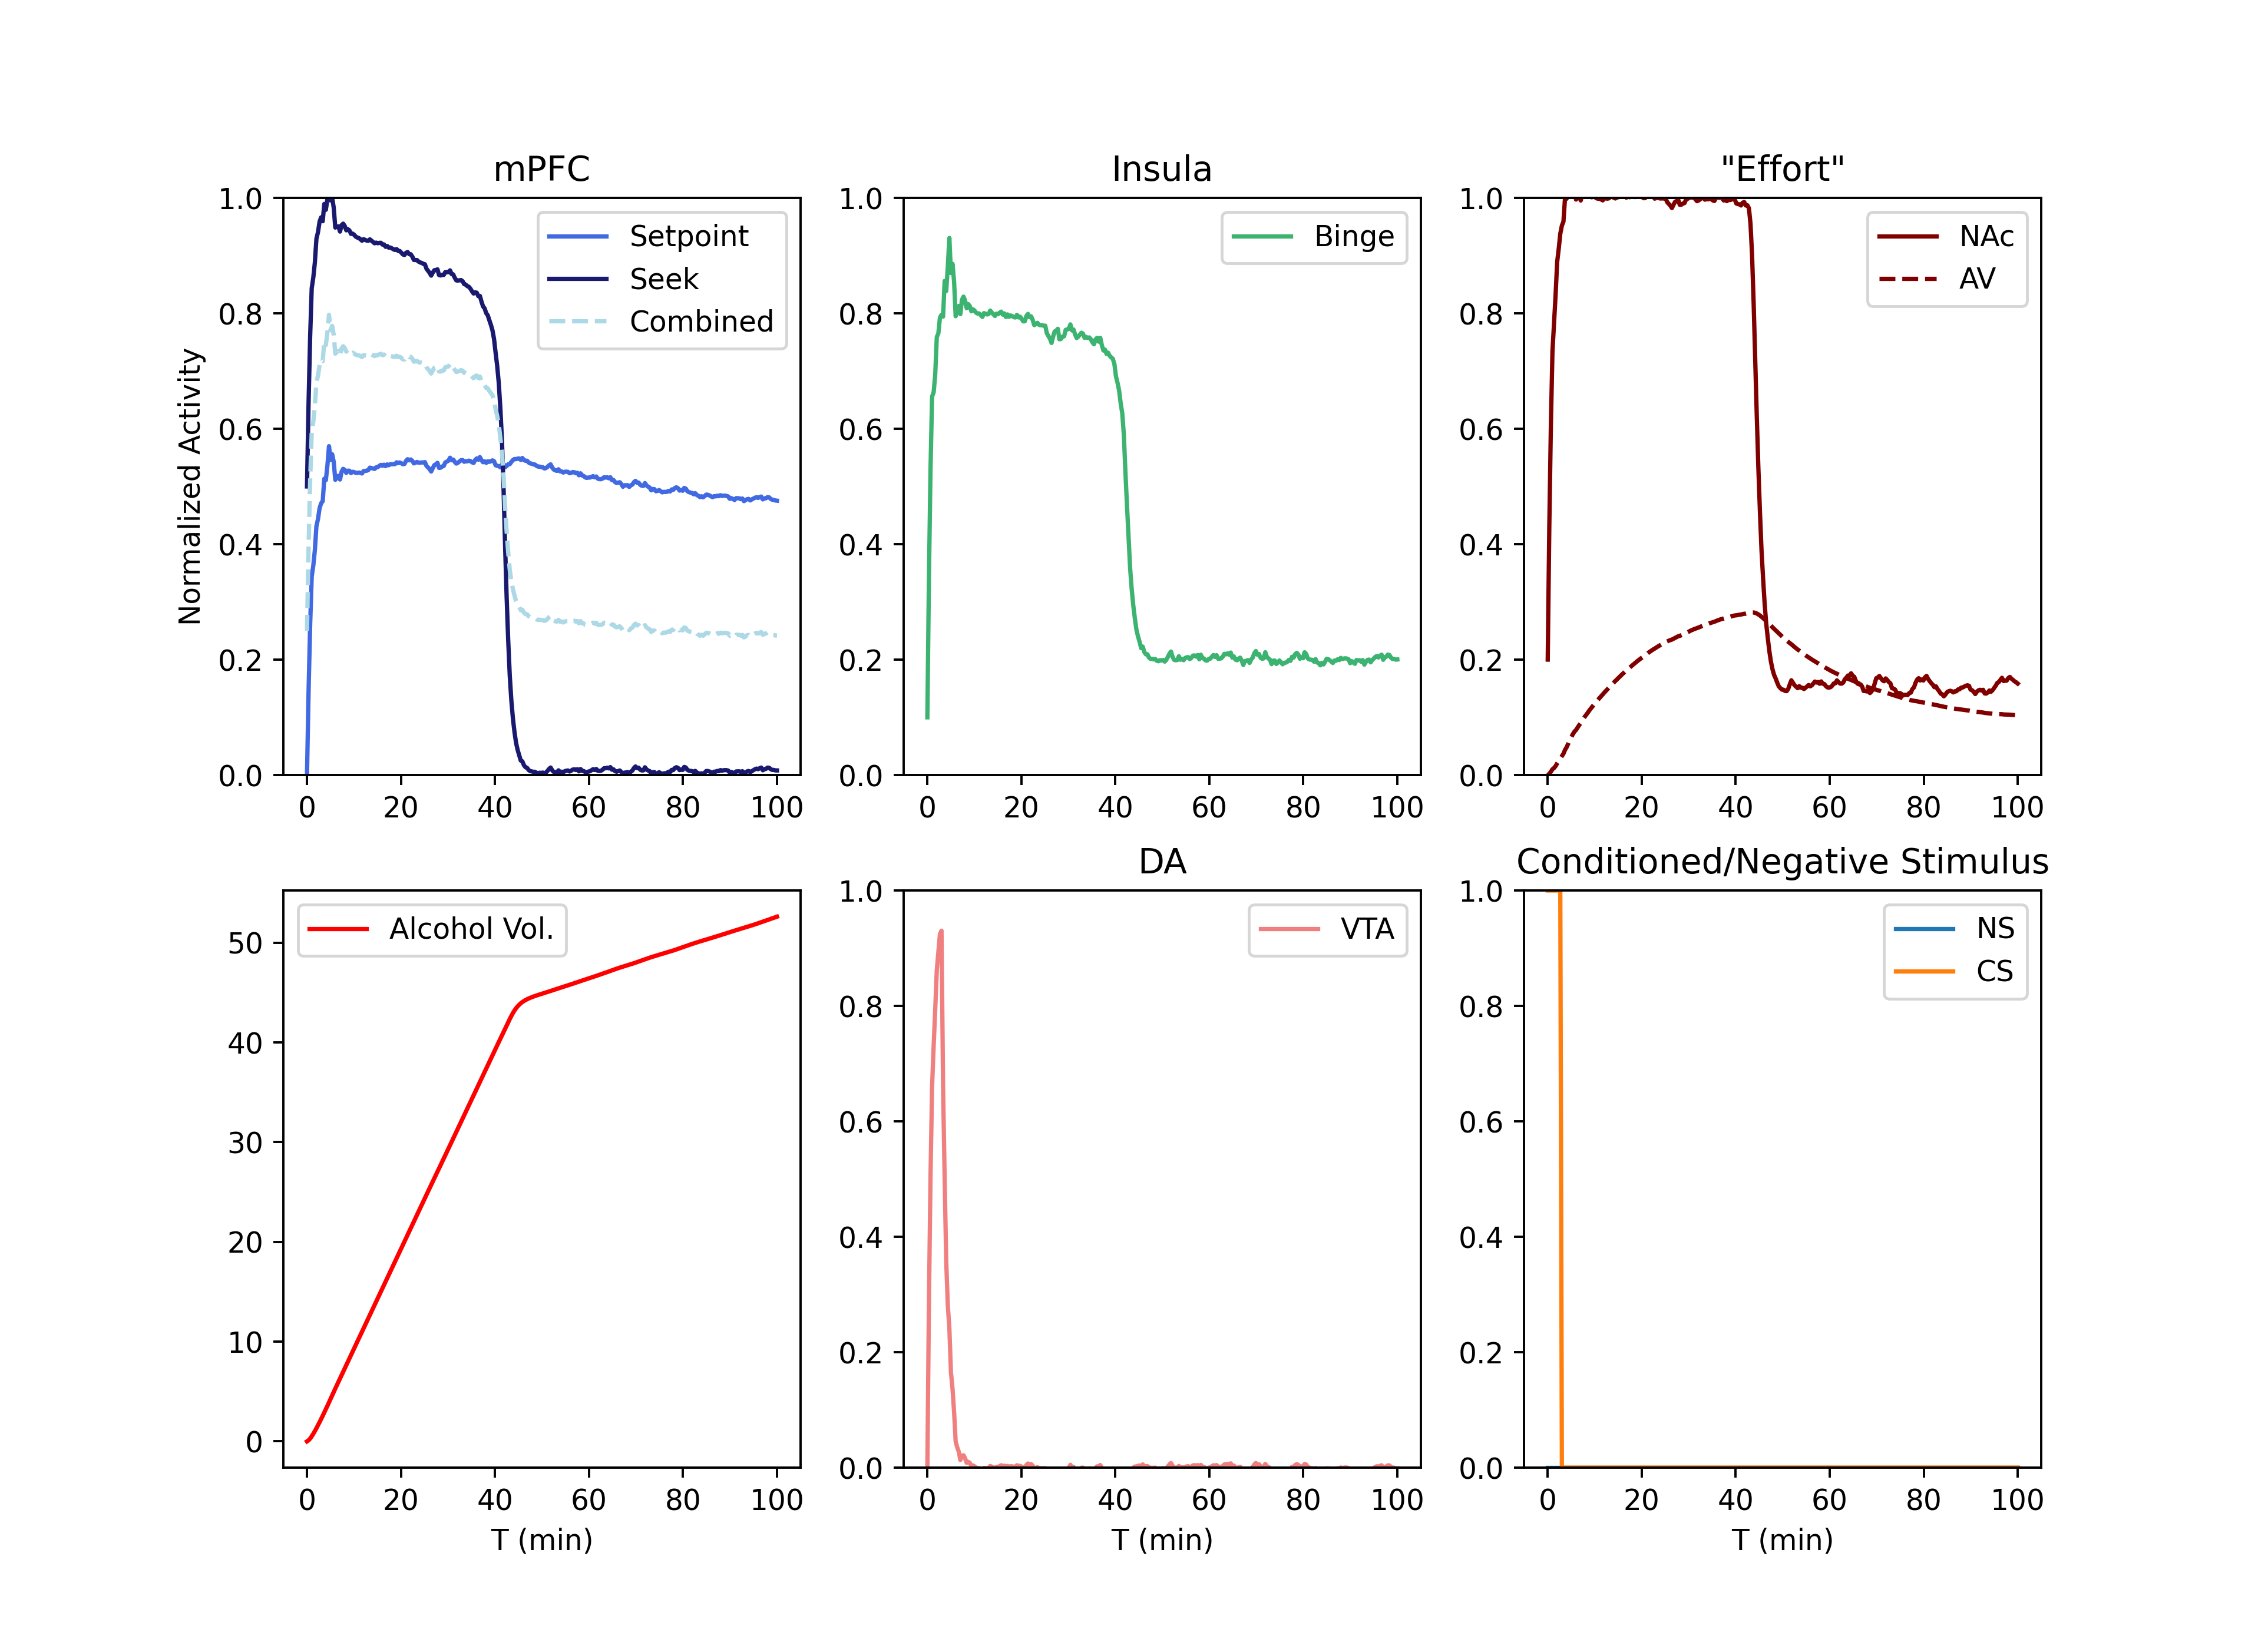 mPFC
Insula
"Effort"
Normalized Activity
1.0
0.8
0.6
0.4
0.2
0.0
0 20 40 60 80 100
Setpoint
Seek
Combined
1.0
0.8
0.6
0.4
0.2
0.0
0 20 40 60 80 100
Binge
1.0
0.8
0.6
0.4
0.2
0.0
0 20 40 60 80 100
NAc
AV
50
40
30
20
10
0
0 20 40 60 80 100
T (min)
Alcohol Vol.
DA
1.0
0.8
0.6
0.4
0.2
0.0
0 20 40 60 80 100
T (min)
VTA
Conditioned/Negative Stimulus
1.0
0.8
0.6
0.4
0.2
0.0
0 20 40 60 80 100
T (min)
NS
CS